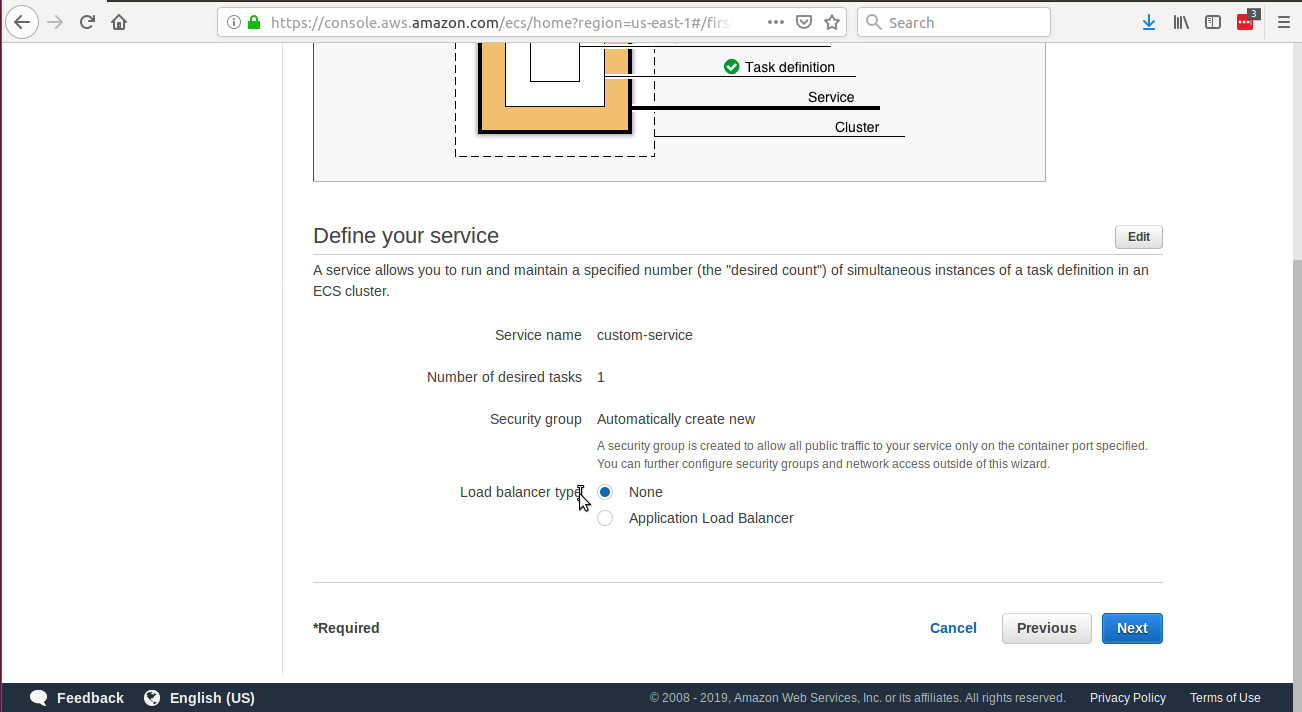 https://console.aws.amazon.com/ecs/home?region=us-east-1#/firs
Search
3
Task definition
Service
Cluster
Define your service
Edit
A service allows you to run and maintain a specified number (the "desired count") of simultaneous instances of a task definition in an
ECS cluster.
Service name custom-service
Number of desired tasks 1
Security group Automatically create new
A security group is created to allow all public traffic to your service only on the container port specified.
You can further configure security groups and network access outside of this wizard.
Load balancer type None
Application Load Balancer
*Required
Cancel Previous Next
Feedback English (US) © 2008 - 2019, Amazon Web Services, Inc. or its affiliates. All rights reserved. Privacy Policy Terms of Use